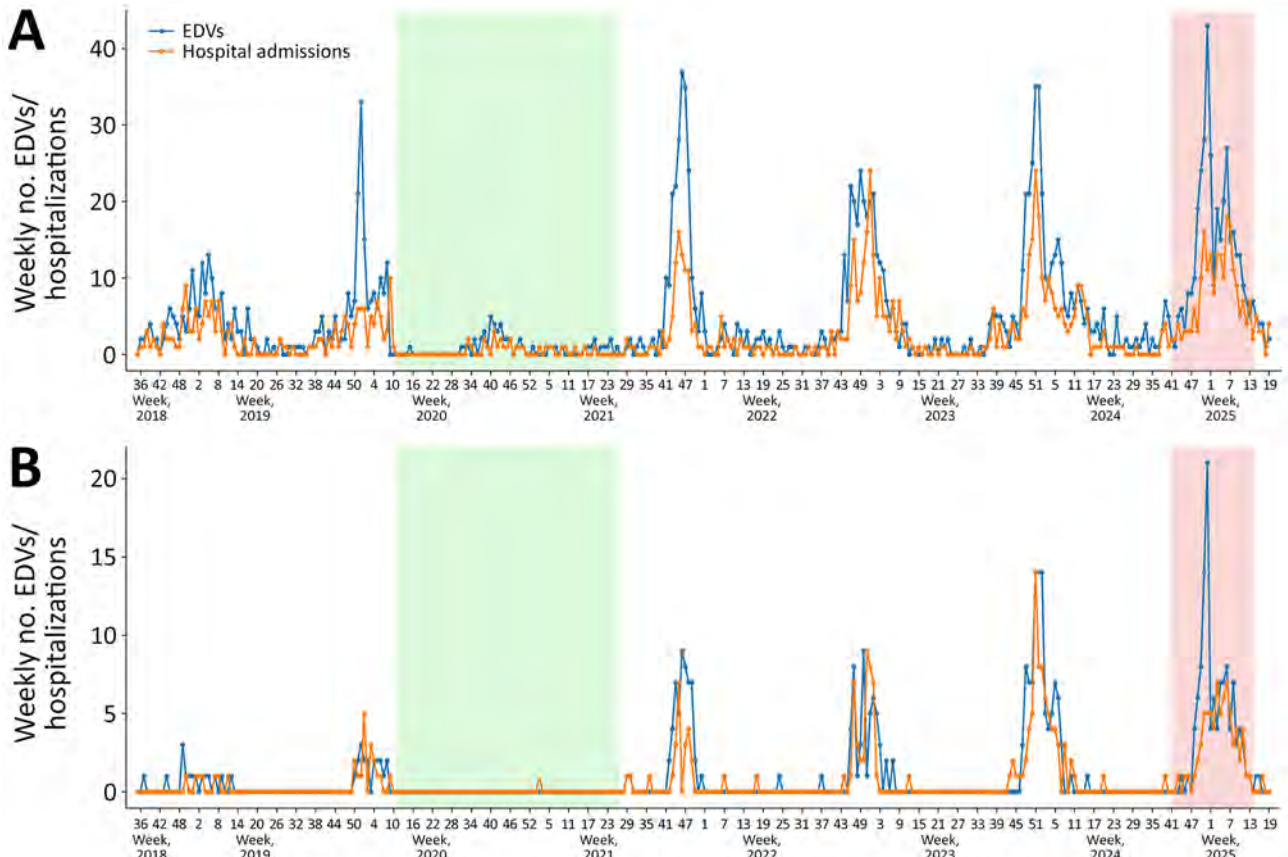 A
EDVs
Hospital admissions
Weekly no. EDVs/
hospitalizations
40
30
20
10
0
36 42 48 2 8 14 20 26 32 38 44 50 4 10 16 22 28 34 40 46 52 5 11 17 23 29 35 41 47 1 7 13 19 25 31 37 43 49 3 9 15 21 27 33 39 45 51 5 11 17 23 29 35 41 47 1 7 13 19
Week, Week, Week, Week, Week, Week, Week, Week,
2018 2019 2020 2021 2022 2023 2024 2025
B
Weekly no. EDVs/
hospitalizations
20
15
10
5
0
36 42 48 2 8 14 20 26 32 38 44 50 4 10 16 22 28 34 40 46 52 5 11 17 23 29 35 41 47 1 7 13 19 25 31 37 43 49 3 9 15 21 27 33 39 45 51 5 11 17 23 29 35 41 47 1 7 13 19
Week, Week, Week, Week, Week, Week, Week, Week,
2018 2019 2020 2021 2022 2023 2024 2025